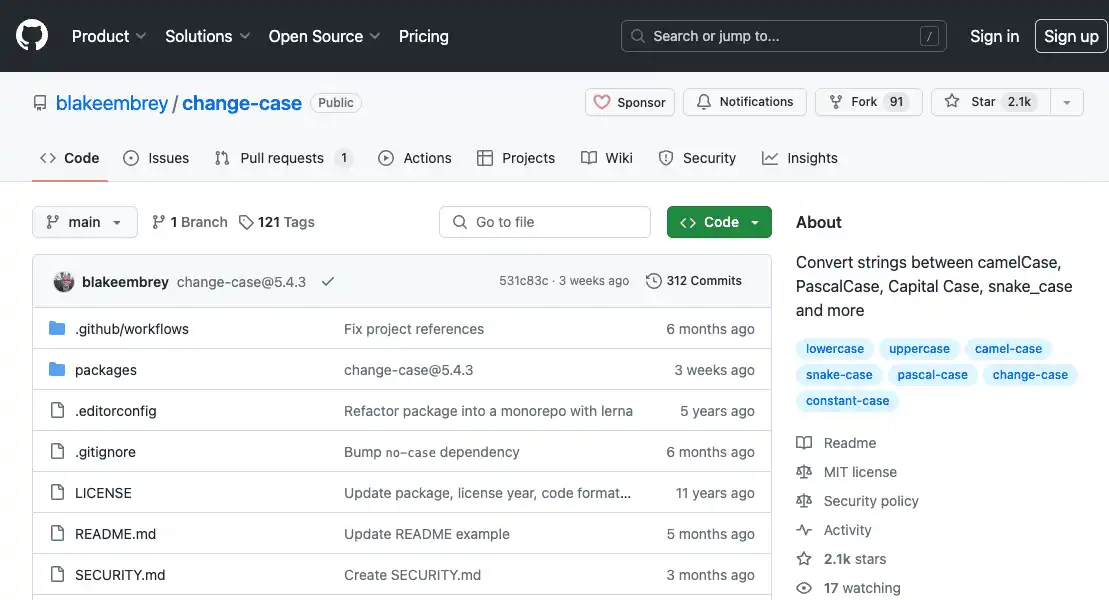 Product Solutions Open Source Pricing Search or jump to... / Sign in Sign up
blakeembrey / change-case Public Sponsor Notifications Fork 91 Star 2.1k
Code Issues Pull requests 1 Actions Projects Wiki Security Insights
main 1 Branch 121 Tags Go to file Code
blakeembrey change-case@5.4.3 531c83c · 3 weeks ago 312 Commits
.github/workflows Fix project references 6 months ago
packages change-case@5.4.3 3 weeks ago
.editorconfig Refactor package into a monorepo with lerna 5 years ago
.gitignore Bump no-case dependency 6 months ago
LICENSE Update package, license year, code format... 11 years ago
README.md Update README example 5 months ago
SECURITY.md Create SECURITY.md 3 months ago
About
Convert strings between camelCase,
PascalCase, Capital Case, snake_case
and more
lowercase uppercase camel-case
snake-case pascal-case change-case
constant-case
Readme
MIT license
Security policy
Activity
2.1k stars
17 watching